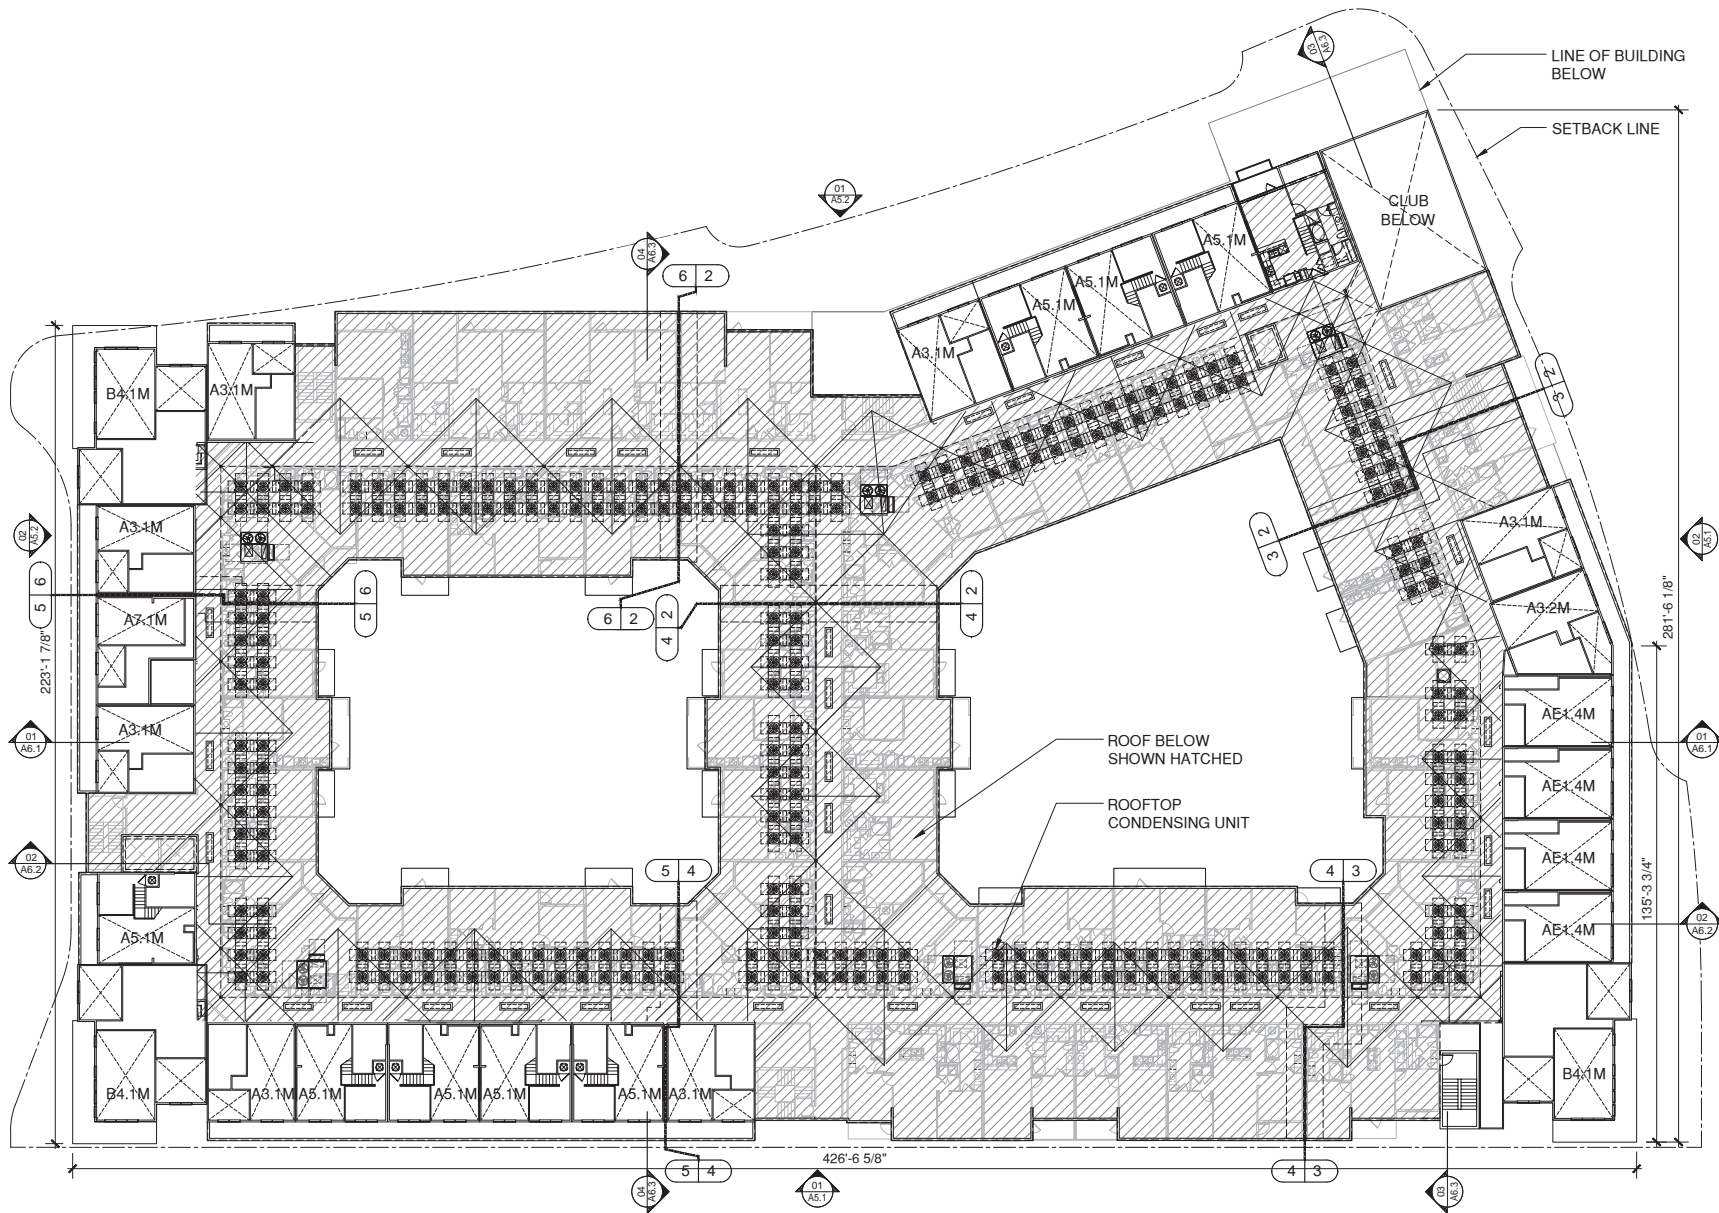 03
A6.3
LINE OF BUILDING
BELOW
SETBACK LINE
01
A5.2
CLUB
BELOW
04
A6.3
6 2
A5.1M
A5.1M
A5.1M
A3.1M
B4.1M
A3.1M
2
3
A3.1M
02
A5.2
A3.1M
2
3
02
A5.1
6
5
6
5
A7.1M
6 2
2
4
2
4
A3.2M
281'-6 1/8"
223'-1 7/8"
01
A6.1
A3.1M
AE1.4M
01
A6.1
ROOF BELOW
SHOWN HATCHED
AE1.4M
ROOFTOP
CONDENSING UNIT
02
A6.2
5 4
4 3
AE1.4M
135'-3 3/4"
A5.1M
AE1.4M
02
A6.2
B4.1M
A3.1M
A5.1M
A5.1M
A5.1M
A5.1M
A3.1M
B4.1M
426'-6 5/8"
5 4
4 3
04
A6.3
01
A5.1
03
A6.3